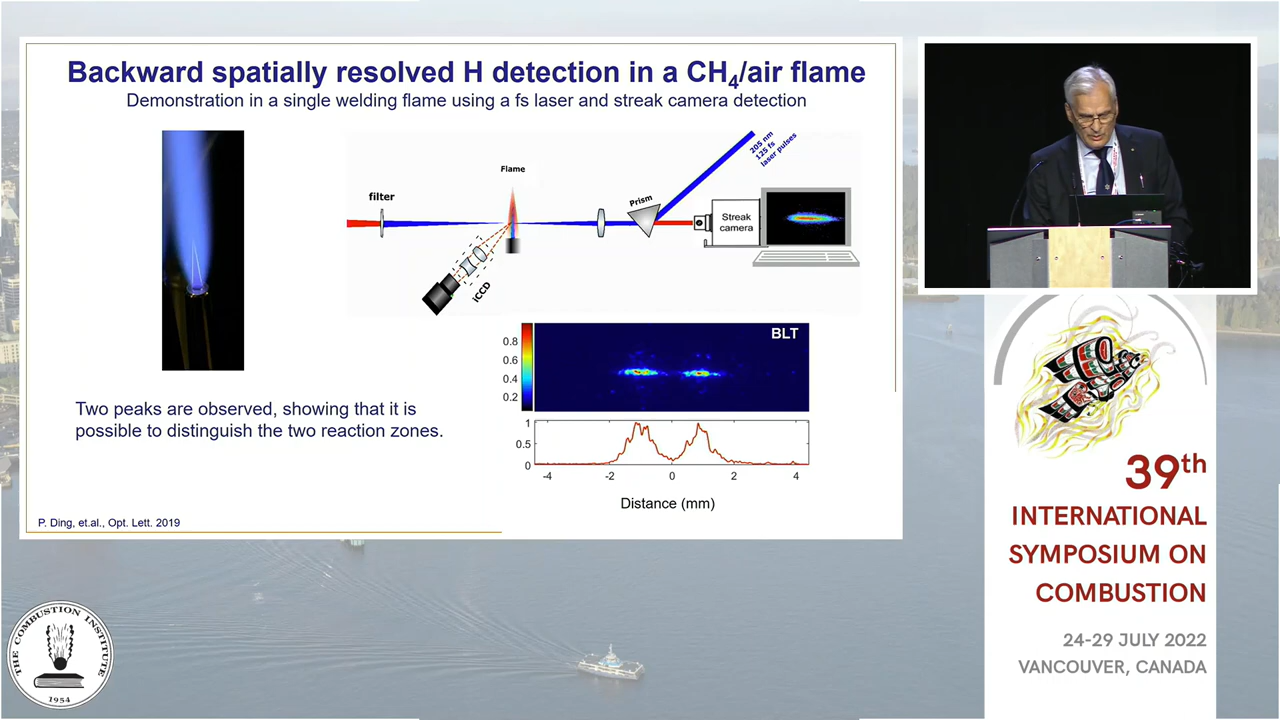 Backward spatially resolved H detection in a CH4/air flame
Demonstration in a single welding flame using a fs laser and streak camera detection
filter
Flame
205 nm
125 fs
laser pulses
Prism
Streak
camera
iCCD
BLT
0.8
0.6
0.4
0.2
1
0.5
0
-4 -2 0 2 4
Distance (mm)
Two peaks are observed, showing that it is
possible to distinguish the two reaction zones.
P. Ding, et.al., Opt. Lett. 2019
39th
INTERNATIONAL
SYMPOSIUM ON
COMBUSTION
24-29 JULY 2022
VANCOUVER, CANADA
THE COMBUSTION INSTITUTE
1954